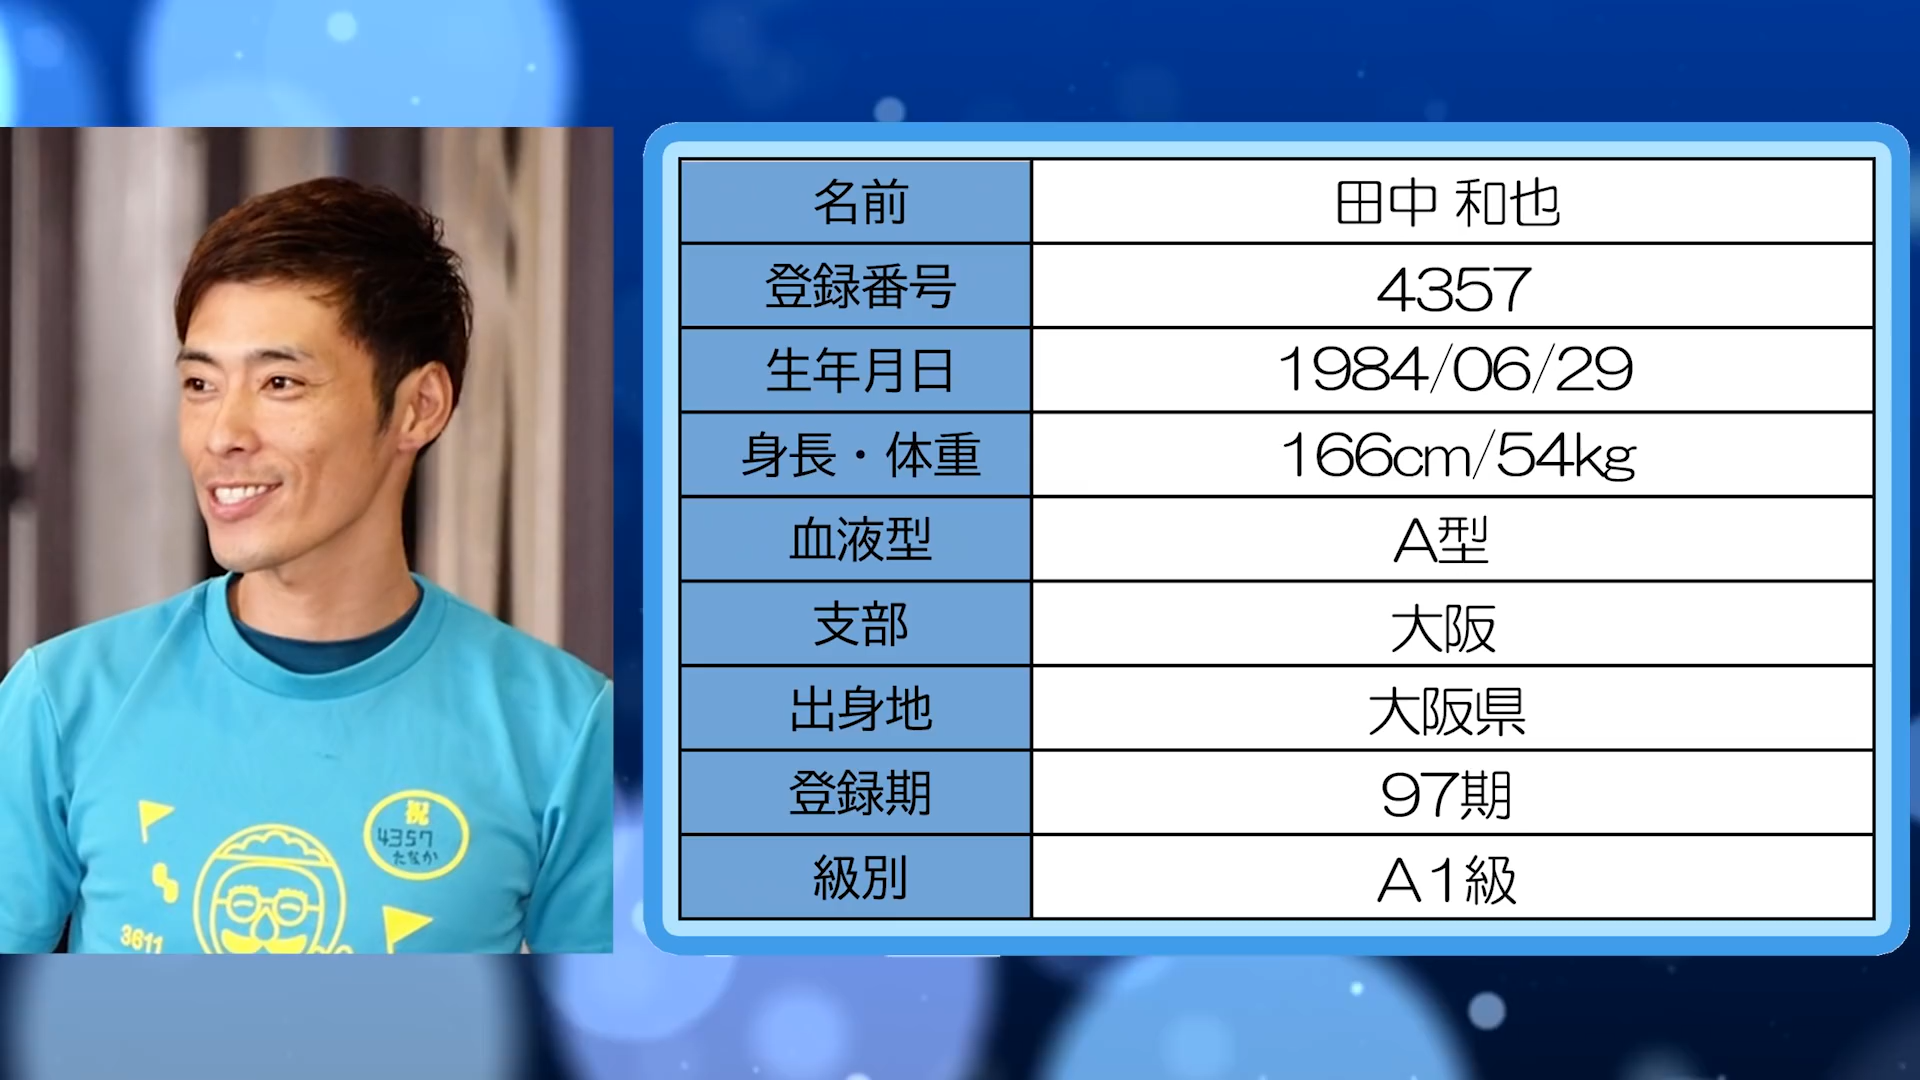 名前 田中 和也
登録番号 4357
生年月日 1984/06/29
身長・体重 166cm/54kg
血液型 A型
支部 大阪
出身地 大阪県
登録期 97期
級別 A1級
祝
4357
たなか
3611